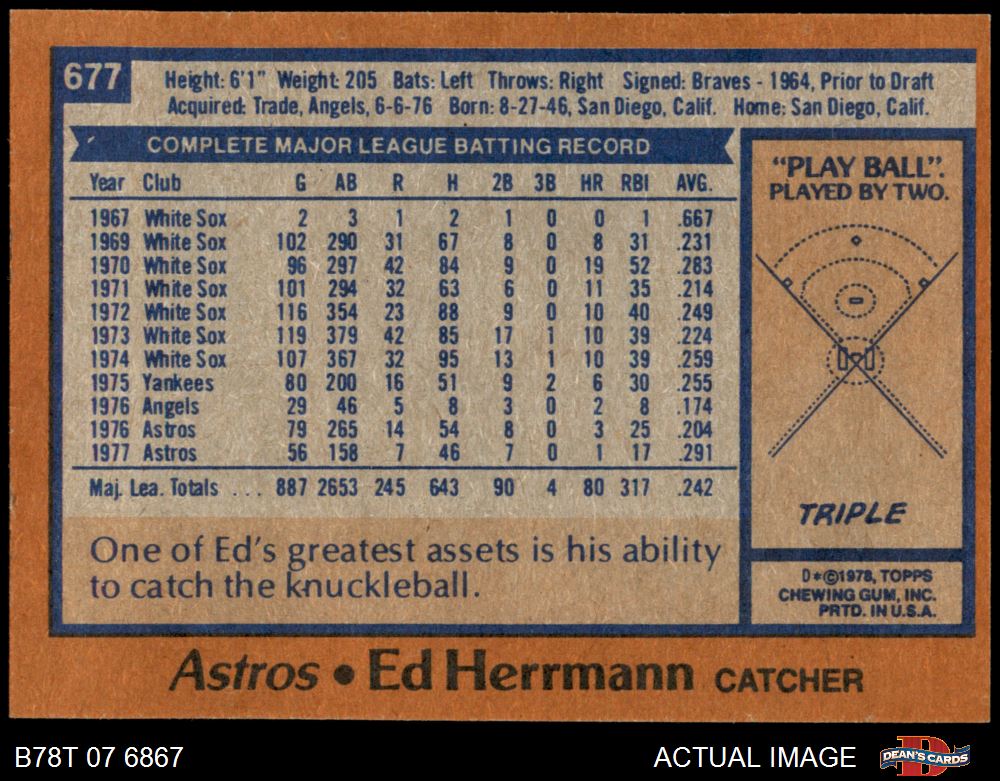 677
Height: 6'1" Weight: 205 Bats: Left Throws: Right Signed: Braves - 1964, Prior to Draft
Acquired: Trade, Angels, 6-6-76 Born: 8-27-46, San Diego, Calif. Home: San Diego, Calif.
COMPLETE MAJOR LEAGUE BATTING RECORD
Year Club G AB R H 2B 3B HR RBI AVG.
1967 White Sox 2 3 1 2 1 0 0 1 .667
1969 White Sox 102 290 31 67 8 0 8 31 .231
1970 White Sox 96 297 42 84 9 0 19 52 .283
1971 White Sox 101 294 32 63 6 0 11 35 .214
1972 White Sox 116 354 23 88 9 0 10 40 .249
1973 White Sox 119 379 42 85 17 1 10 39 .224
1974 White Sox 107 367 32 95 13 1 10 39 .259
1975 Yankees 80 200 16 51 9 2 6 30 .255
1976 Angels 29 46 5 8 3 0 2 8 .174
1976 Astros 79 265 14 54 8 0 3 25 .204
1977 Astros 56 158 7 46 7 0 1 17 .291
Maj. Lea. Totals ... 887 2653 245 643 90 4 80 317 .242
One of Ed's greatest assets is his ability
to catch the knuckleball.
"PLAY BALL".
PLAYED BY TWO.
TRIPLE
D*©1978, TOPPS
CHEWING GUM, INC.
PRTD. IN U.S.A.
Astros • Ed Herrmann CATCHER
B78T 07 6867
ACTUAL IMAGE
DEAN'S CARDS